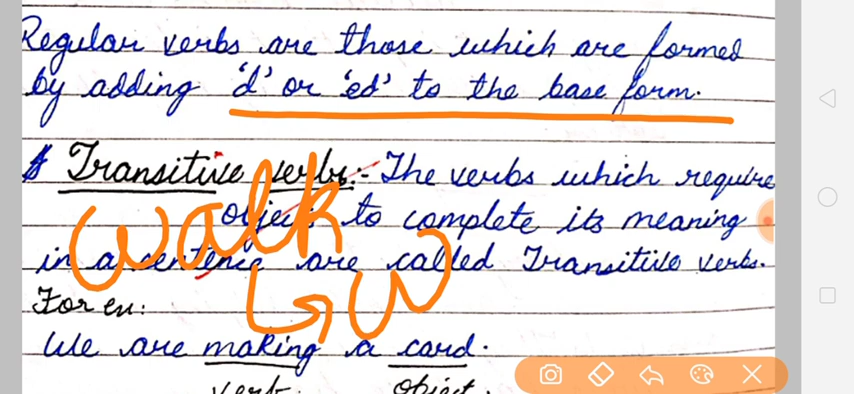 Regular verbs are those which are formed
by adding 'd' or 'ed' to the base form.
Transitive verbs:- The verbs which require
object to complete its meaning
in a sentence are called Transitive verbs.
walk
For en:
We are making a card.
verb. object.